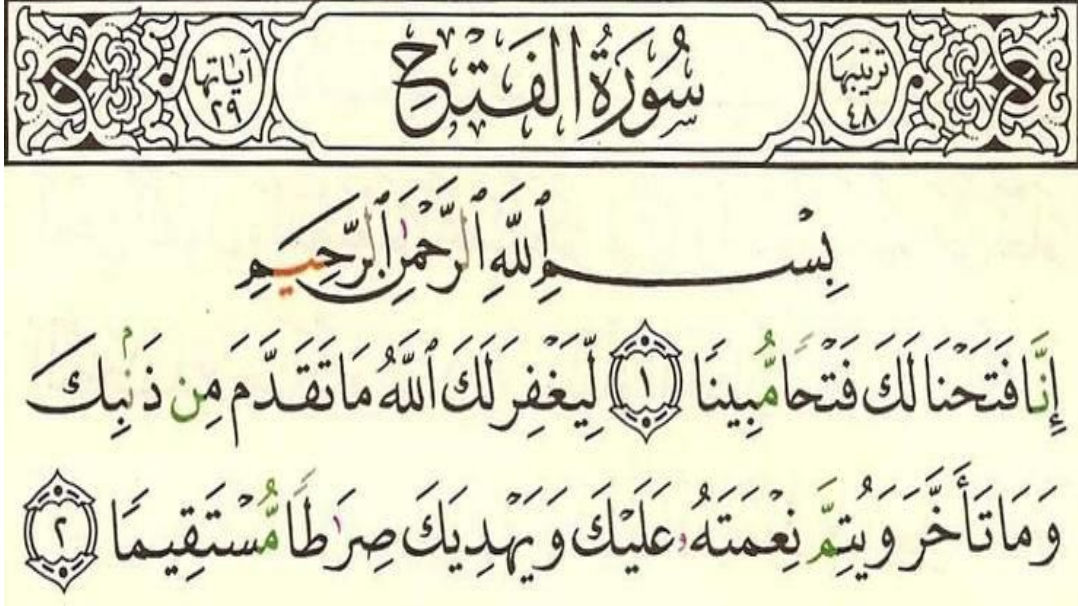 ترتيبها ٤٨
سُورَةُ الفَتْحِ
آياتها ٢٩
بِسْمِ ٱللَّهِ ٱلرَّحْمَٰنِ ٱلرَّحِيمِ
إِنَّا فَتَحْنَا لَكَ فَتْحًا مُّبِينًا ١ لِّيَغْفِرَ لَكَ ٱللَّهُ مَا تَقَدَّمَ مِن ذَنۢبِكَ
وَمَا تَأَخَّرَ وَيُتِمَّ نِعْمَتَهُۥ عَلَيْكَ وَيَهْدِيَكَ صِرَٰطًا مُّسْتَقِيمًا ٢